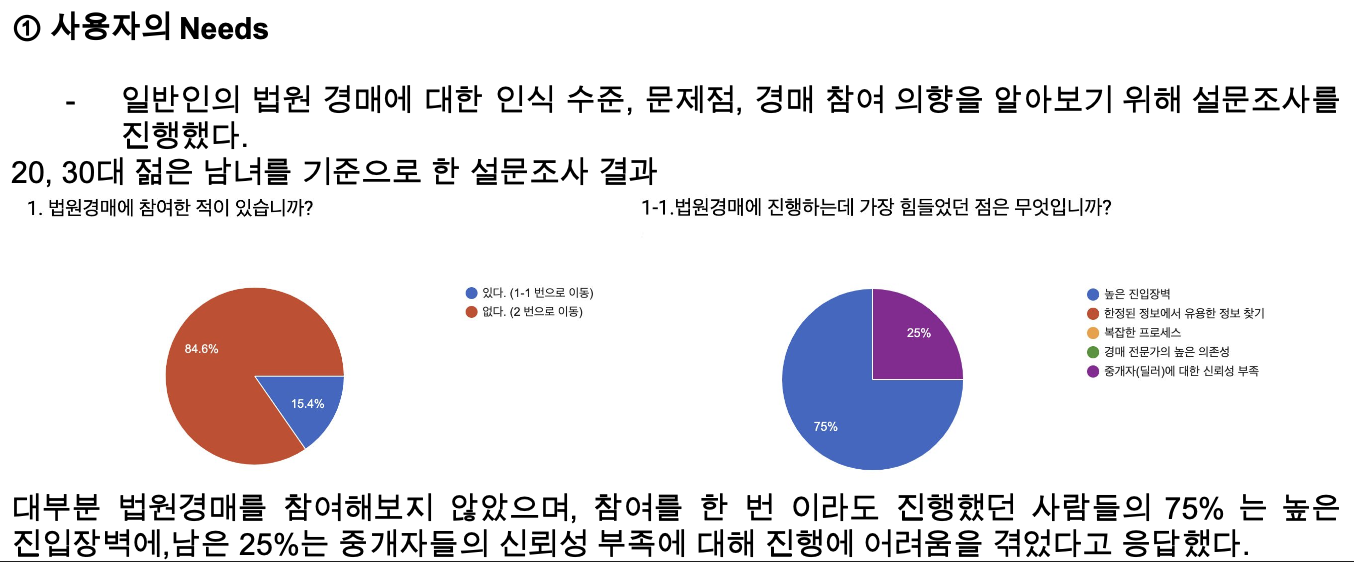 ① 사용자의 Needs
- 일반인의 법원 경매에 대한 인식 수준, 문제점, 경매 참여 의향을 알아보기 위해 설문조사를
진행했다.
20, 30대 젊은 남녀를 기준으로 한 설문조사 결과
1. 법원경매에 참여한 적이 있습니까?
84.6%
15.4%
있다. (1-1 번으로 이동)
없다. (2 번으로 이동)
1-1.법원경매에 진행하는데 가장 힘들었던 점은 무엇입니까?
25%
75%
높은 진입장벽
한정된 정보에서 유용한 정보 찾기
복잡한 프로세스
경매 전문가의 높은 의존성
중개자(딜러)에 대한 신뢰성 부족
대부분 법원경매를 참여해보지 않았으며, 참여를 한 번 이라도 진행했던 사람들의 75% 는 높은
진입장벽에,남은 25%는 중개자들의 신뢰성 부족에 대해 진행에 어려움을 겪었다고 응답했다.